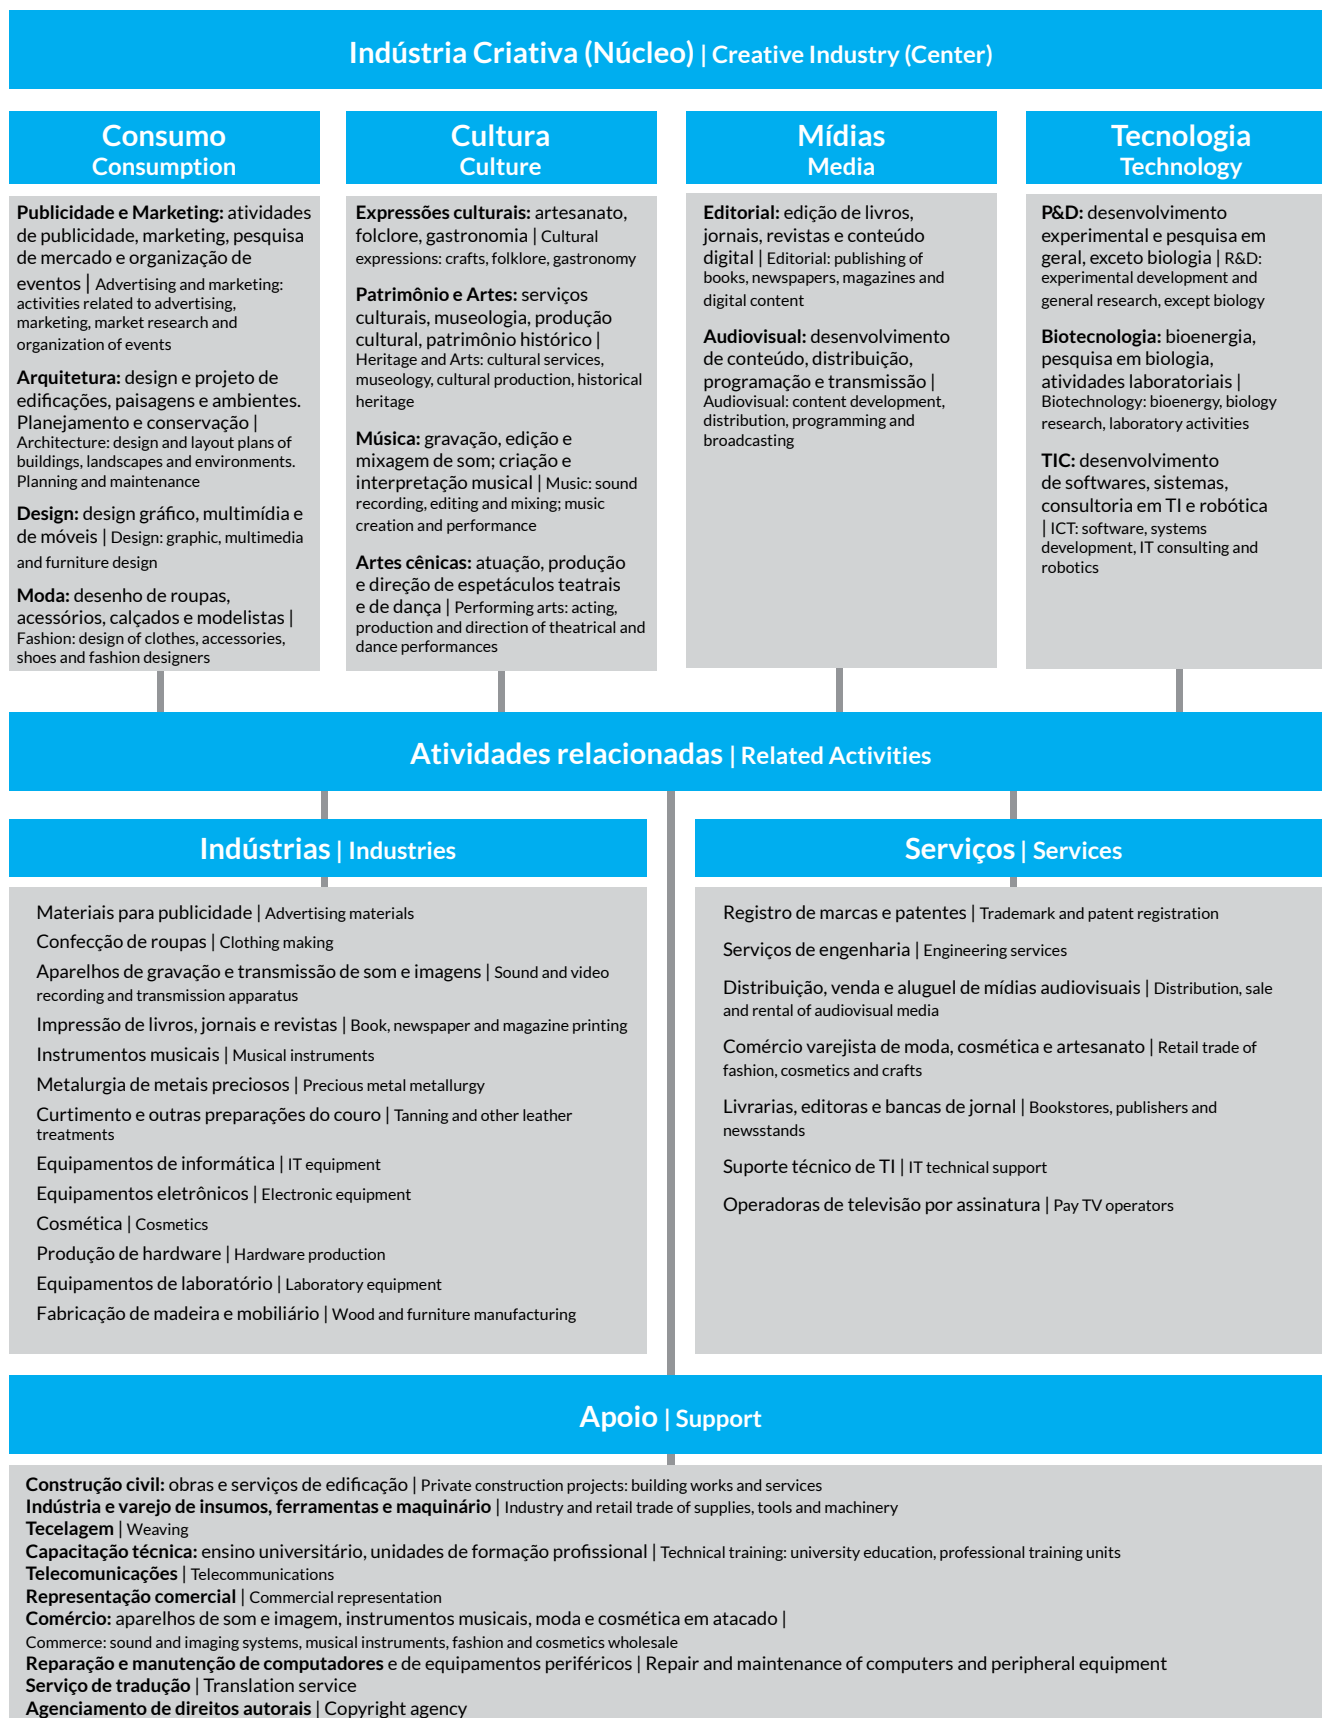 Indústria Criativa (Núcleo) | Creative Industry (Center)
Consumo
Consumption
Publicidade e Marketing: atividades
de publicidade, marketing, pesquisa
de mercado e organização de
eventos | Advertising and marketing:
activities related to advertising,
marketing, market research and
organization of events
Arquitetura: design e projeto de
edificações, paisagens e ambientes.
Planejamento e conservação |
Architecture: design and layout plans of
buildings, landscapes and environments.
Planning and maintenance
Design: design gráfico, multimídia e
de móveis | Design: graphic, multimedia
and furniture design
Moda: desenho de roupas,
acessórios, calçados e modelistas |
Fashion: design of clothes, accessories,
shoes and fashion designers
Cultura
Culture
Expressões culturais: artesanato,
folclore, gastronomia | Cultural
expressions: crafts, folklore, gastronomy
Patrimônio e Artes: serviços
culturais, museologia, produção
cultural, patrimônio histórico |
Heritage and Arts: cultural services,
museology, cultural production, historical
heritage
Música: gravação, edição e
mixagem de som; criação e
interpretação musical | Music: sound
recording, editing and mixing; music
creation and performance
Artes cênicas: atuação, produção
e direção de espetáculos teatrais
e de dança | Performing arts: acting,
production and direction of theatrical and
dance performances
Mídias
Media
Editorial: edição de livros,
jornais, revistas e conteúdo
digital | Editorial: publishing of
books, newspapers, magazines and
digital content
Audiovisual: desenvolvimento
de conteúdo, distribuição,
programação e transmissão |
Audiovisual: content development,
distribution, programming and
broadcasting
Tecnologia
Technology
P&D: desenvolvimento
experimental e pesquisa em
geral, exceto biologia | R&D:
experimental development and
general research, except biology
Biotecnologia: bioenergia,
pesquisa em biologia,
atividades laboratoriais |
Biotechnology: bioenergy, biology
research, laboratory activities
TIC: desenvolvimento
de softwares, sistemas,
consultoria em TI e robótica
| ICT: software, systems
development, IT consulting and
robotics
Atividades relacionadas | Related Activities
Indústrias | Industries
Materiais para publicidade | Advertising materials
Confecção de roupas | Clothing making
Aparelhos de gravação e transmissão de som e imagens | Sound and video
recording and transmission apparatus
Impressão de livros, jornais e revistas | Book, newspaper and magazine printing
Instrumentos musicais | Musical instruments
Metalurgia de metais preciosos | Precious metal metallurgy
Curtimento e outras preparações do couro | Tanning and other leather
treatments
Equipamentos de informática | IT equipment
Equipamentos eletrônicos | Electronic equipment
Cosmética | Cosmetics
Produção de hardware | Hardware production
Equipamentos de laboratório | Laboratory equipment
Fabricação de madeira e mobiliário | Wood and furniture manufacturing
Serviços | Services
Registro de marcas e patentes | Trademark and patent registration
Serviços de engenharia | Engineering services
Distribuição, venda e aluguel de mídias audiovisuais | Distribution, sale
and rental of audiovisual media
Comércio varejista de moda, cosmética e artesanato | Retail trade of
fashion, cosmetics and crafts
Livrarias, editoras e bancas de jornal | Bookstores, publishers and
newsstands
Suporte técnico de TI | IT technical support
Operadoras de televisão por assinatura | Pay TV operators
Apoio | Support
Construção civil: obras e serviços de edificação | Private construction projects: building works and services
Indústria e varejo de insumos, ferramentas e maquinário | Industry and retail trade of supplies, tools and machinery
Tecelagem | Weaving
Capacitação técnica: ensino universitário, unidades de formação profissional | Technical training: university education, professional training units
Telecomunicações | Telecommunications
Representação comercial | Commercial representation
Comércio: aparelhos de som e imagem, instrumentos musicais, moda e cosmética em atacado |
Commerce: sound and imaging systems, musical instruments, fashion and cosmetics wholesale
Reparação e manutenção de computadores e de equipamentos periféricos | Repair and maintenance of computers and peripheral equipment
Serviço de tradução | Translation service
Agenciamento de direitos autorais | Copyright agency